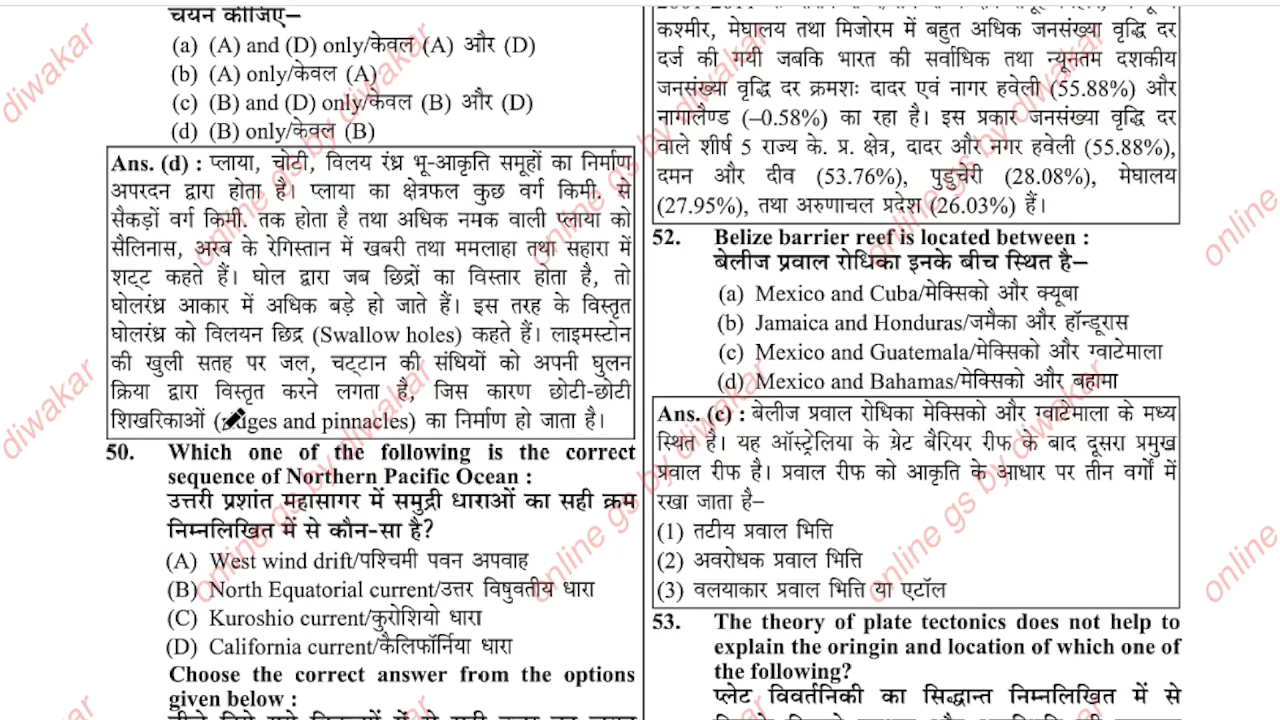 चयन कीजिए–
(a) (A) and (D) only/केवल (A) और (D)
(b) (A) only/केवल (A)
(c) (B) and (D) only/केवल (B) और (D)
(d) (B) only/केवल (B)
Ans. (d) : प्लाया, चोटी, विलय रंध्र भू-आकृति समूहों का निर्माण
अपरदन द्वारा होता है। प्लाया का क्षेत्रफल कुछ वर्ग किमी. से
सैकड़ों वर्ग किमी. तक होता है तथा अधिक नमक वाली प्लाया को
सैलिनास, अरब के रेगिस्तान में खबरी तथा ममलाहा तथा सहारा में
शट्ट कहते हैं। घोल द्वारा जब छिद्रों का विस्तार होता है, तो
घोलरंध्र आकार में अधिक बड़े हो जाते हैं। इस तरह के विस्तृत
घोलरंध्र को विलयन छिद्र (Swallow holes) कहते हैं। लाइमस्टोन
की खुली सतह पर जल, चट्टान की संधियों को अपनी घुलन
क्रिया द्वारा विस्तृत करने लगता है, जिस कारण छोटी-छोटी
शिखरिकाओं and pinnacles) का निर्माण हो जाता है।
50. Which one of the following is the correct
sequence of Northern Pacific Ocean :
उत्तरी प्रशांत महासागर में समुद्री धाराओं का सही क्रम
निम्नलिखित में से कौन-सा है?
(A) West wind drift/पश्चिमी पवन अपवाह
(B) North Equatorial current/उत्तर विषुवतीय धारा
(C) Kuroshio current/कुरोशियो धारा
(D) California current/कैलिफॉर्निया धारा
Choose the correct answer from the options
given below :
कश्मीर, मेघालय तथा मिजोरम में बहुत अधिक जनसंख्या वृद्धि दर
दर्ज की गयी जबकि भारत की सर्वाधिक तथा न्यूनतम दशकीय
जनसंख्या वृद्धि दर क्रमशः दादर एवं नागर हवेली (55.88%) और
नागालैण्ड (–0.58%) का रहा है। इस प्रकार जनसंख्या वृद्धि दर
वाले शीर्ष 5 राज्य के. प्र. क्षेत्र, दादर और नगर हवेली (55.88%),
दमन और दीव (53.76%), पुडुचेरी (28.08%), मेघालय
(27.95%), तथा अरुणाचल प्रदेश (26.03%) हैं।
52. Belize barrier reef is located between :
बेलीज प्रवाल रोधिका इनके बीच स्थित है–
(a) Mexico and Cuba/मेक्सिको और क्यूबा
(b) Jamaica and Honduras/जमैका और हॉन्डूरास
(c) Mexico and Guatemala/मेक्सिको और ग्वाटेमाला
(d) Mexico and Bahamas/मेक्सिको और बहामा
Ans. (c) : बेलीज प्रवाल रोधिका मेक्सिको और ग्वाटेमाला के मध्य
स्थित है। यह ऑस्ट्रेलिया के ग्रेट बैरियर रीफ के बाद दूसरा प्रमुख
प्रवाल रीफ है। प्रवाल रीफ को आकृति के आधार पर तीन वर्गों में
रखा जाता है–
(1) तटीय प्रवाल भित्ति
(2) अवरोधक प्रवाल भित्ति
(3) वलयाकार प्रवाल भित्ति या एटॉल
53. The theory of plate tectonics does not help to
explain the oringin and location of which one of
the following?
प्लेट विवर्तनिकी का सिद्धान्त निम्नलिखित में से
online gs by diwakar